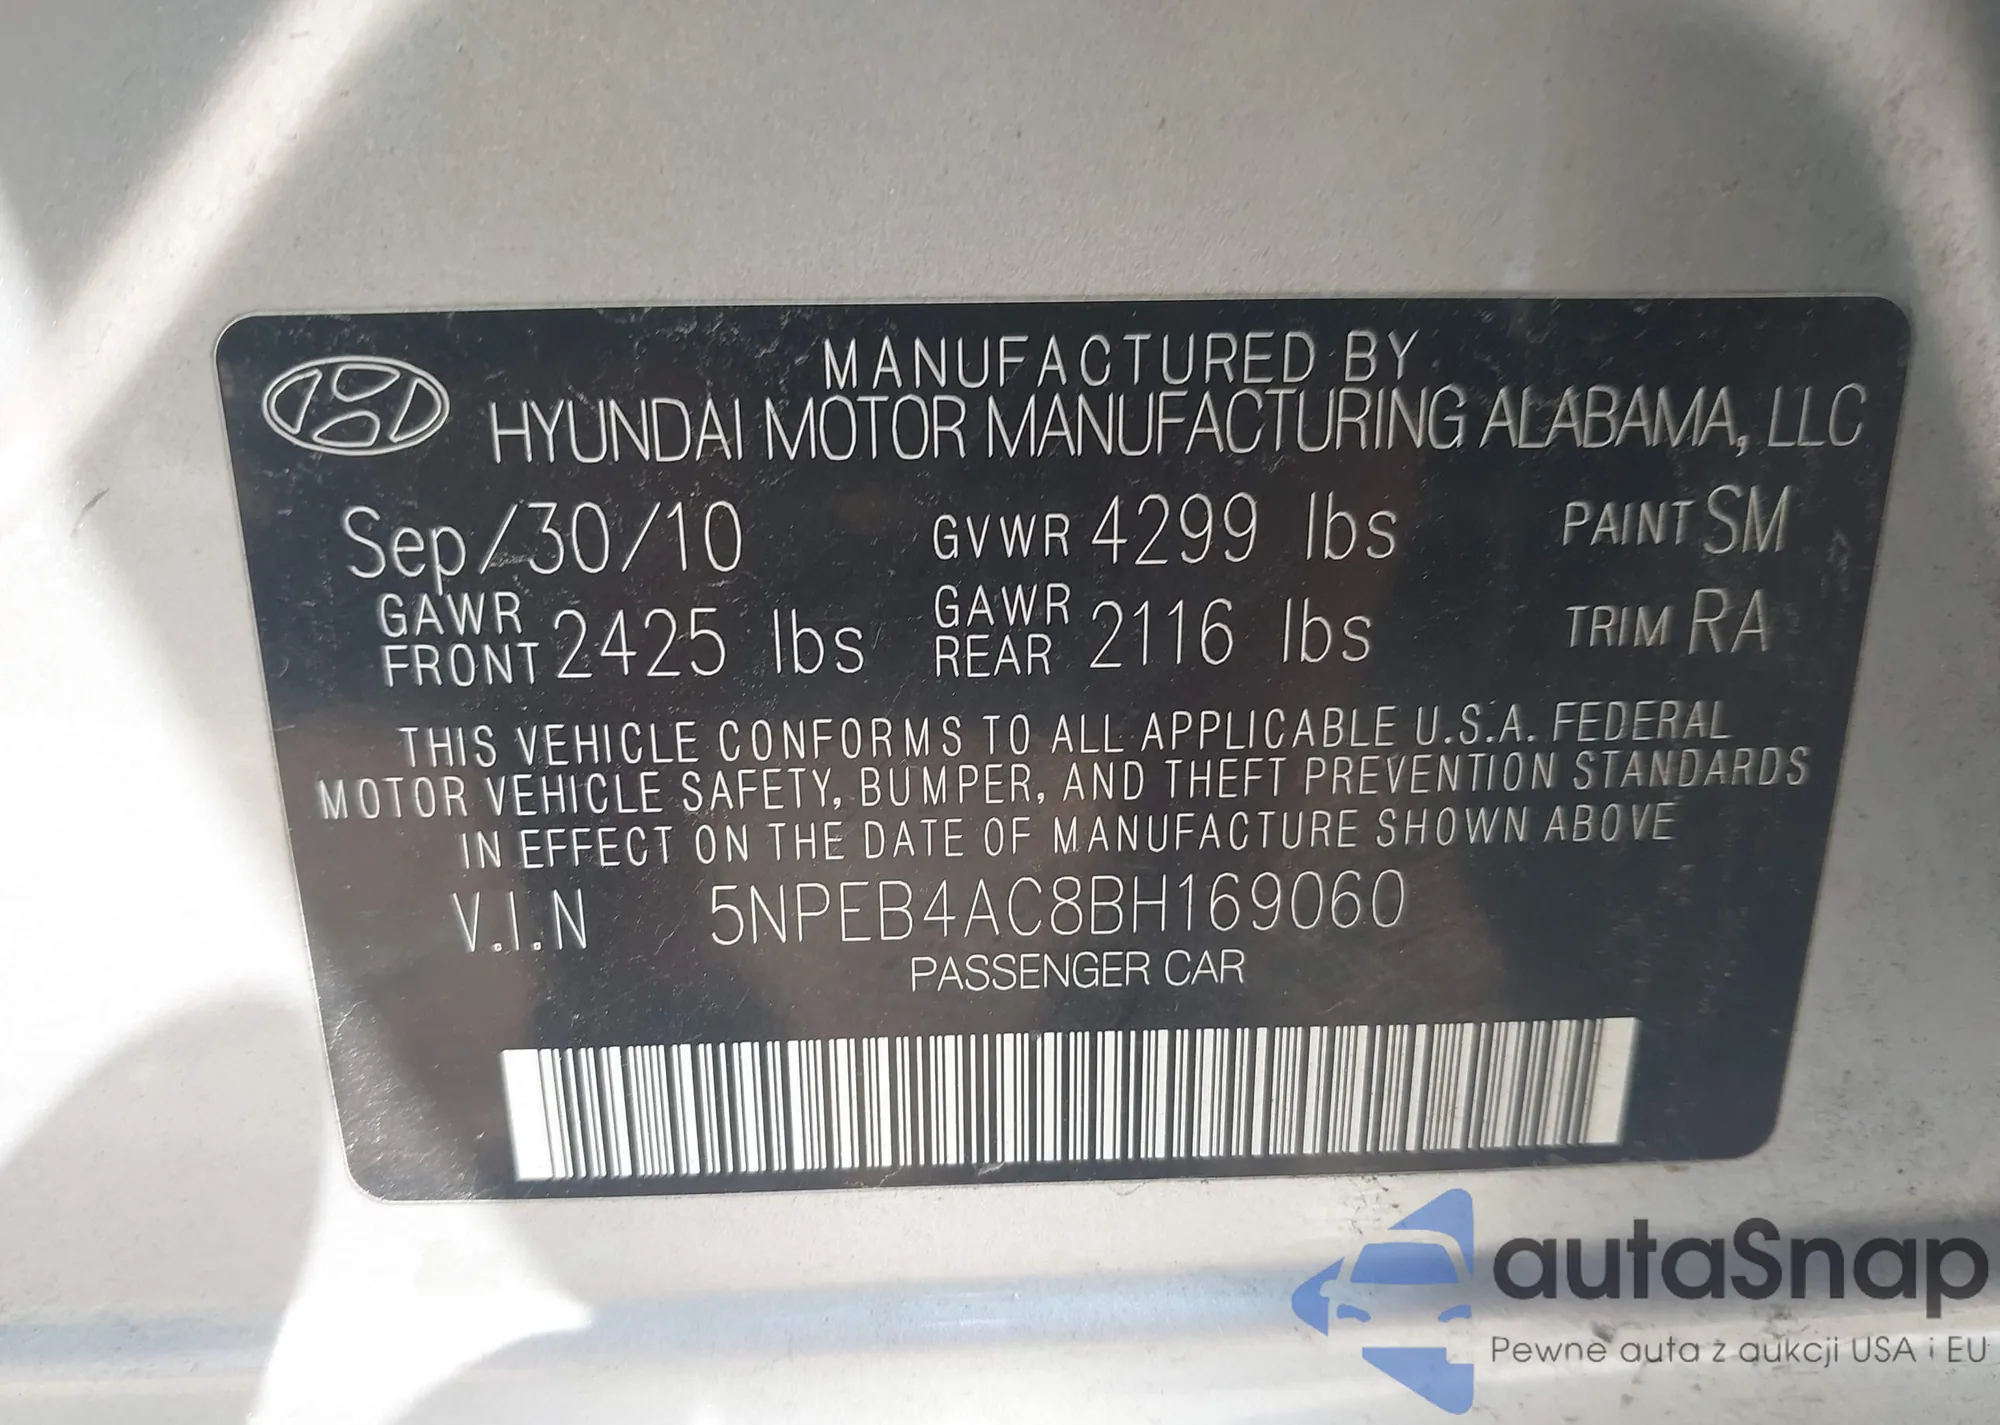 MANUFACTURED BY
HYUNDAI MOTOR MANUFACTURING ALABAMA, LLC
Sep/30/10 GVWR 4299 lbs PAINT SM
GAWR FRONT 2425 lbs GAWR REAR 2116 lbs TRIM RA
THIS VEHICLE CONFORMS TO ALL APPLICABLE U.S.A. FEDERAL
MOTOR VEHICLE SAFETY, BUMPER, AND THEFT PREVENTION STANDARDS
IN EFFECT ON THE DATE OF MANUFACTURE SHOWN ABOVE
V.I.N 5NPEB4AC8BH169060
PASSENGER CAR
autaSnap
Pewne auta z aukcji USA i EU